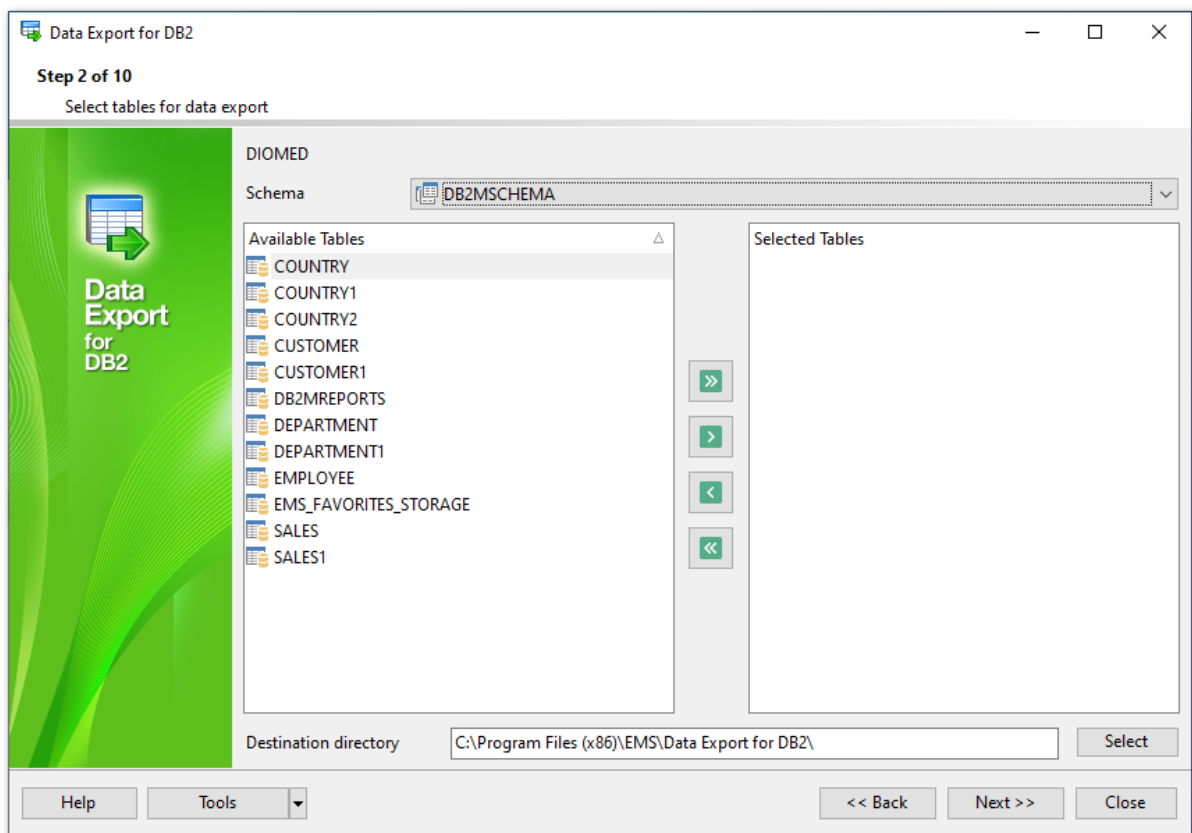 Data Export for DB2
Step 2 of 10
Select tables for data export
Data
Export
for
DB2
DIOMED
Schema
DB2MSCHEMA
Available Tables
COUNTRY
COUNTRY1
COUNTRY2
CUSTOMER
CUSTOMER1
DB2MREPORTS
DEPARTMENT
DEPARTMENT1
EMPLOYEE
EMS_FAVORITES_STORAGE
SALES
SALES1
Selected Tables
Destination directory C:\Program Files (x86)\EMS\Data Export for DB2\ Select
Help Tools << Back Next >> Close